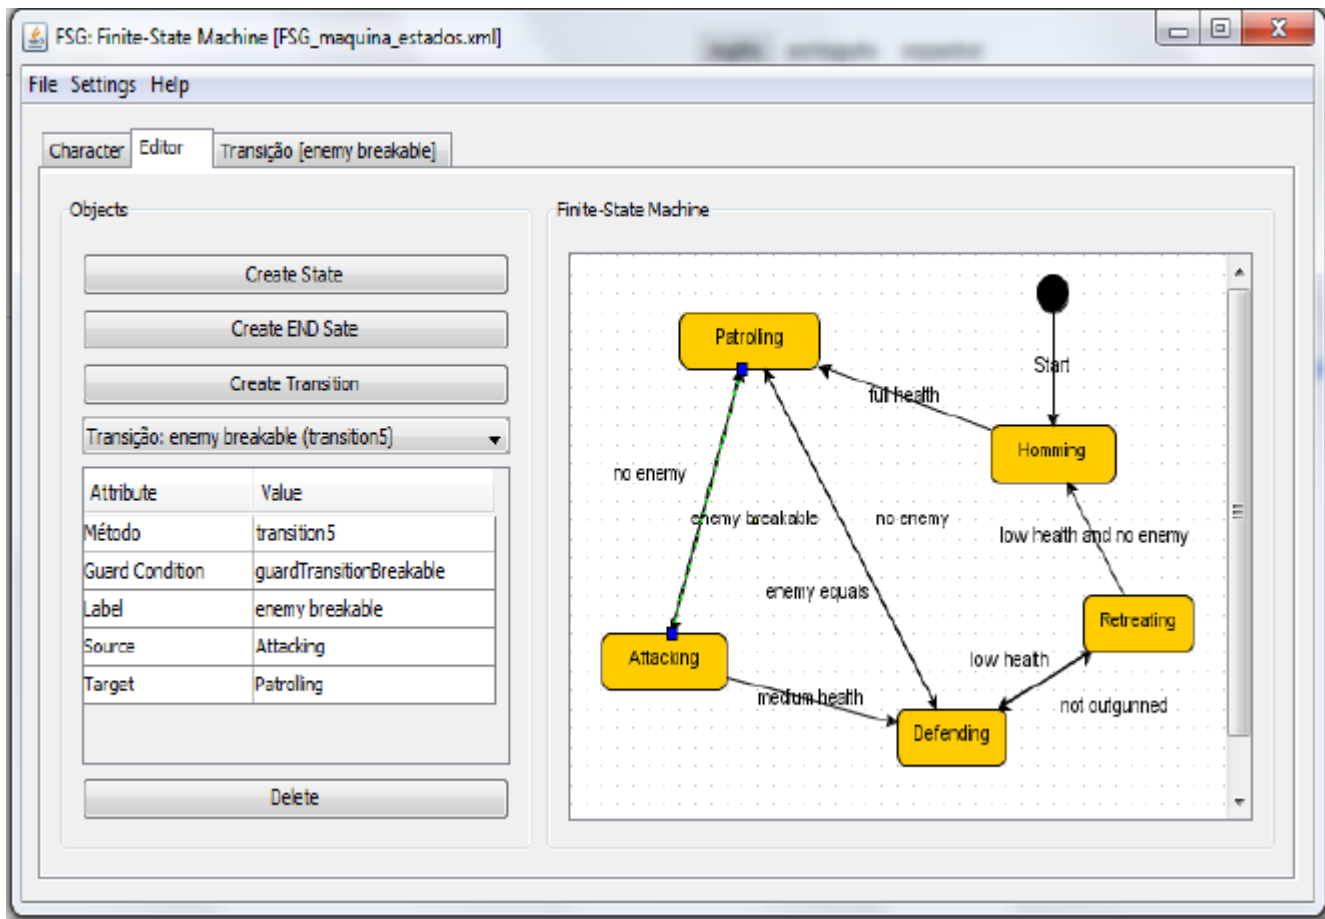 FSG: Finite-State Machine [FSG_maquina_estados.xml]
File Settings Help
Character Editor Transição [enemy breakable]
Objects
Create State
Create END Sate
Create Transition
Transição: enemy breakable (transition5)
Attribute Value
Método transition5
Guard Condition guardTransitionBreakable
Label enemy breakable
Source Attacking
Target Patrolling
Delete
Finite-State Machine
Patrolling
Start
full health
Homming
no enemy
enemy breakable
no enemy
low health and no enemy
enemy equals
Retreating
Attacking
low health
medium health
not outgunned
Defending